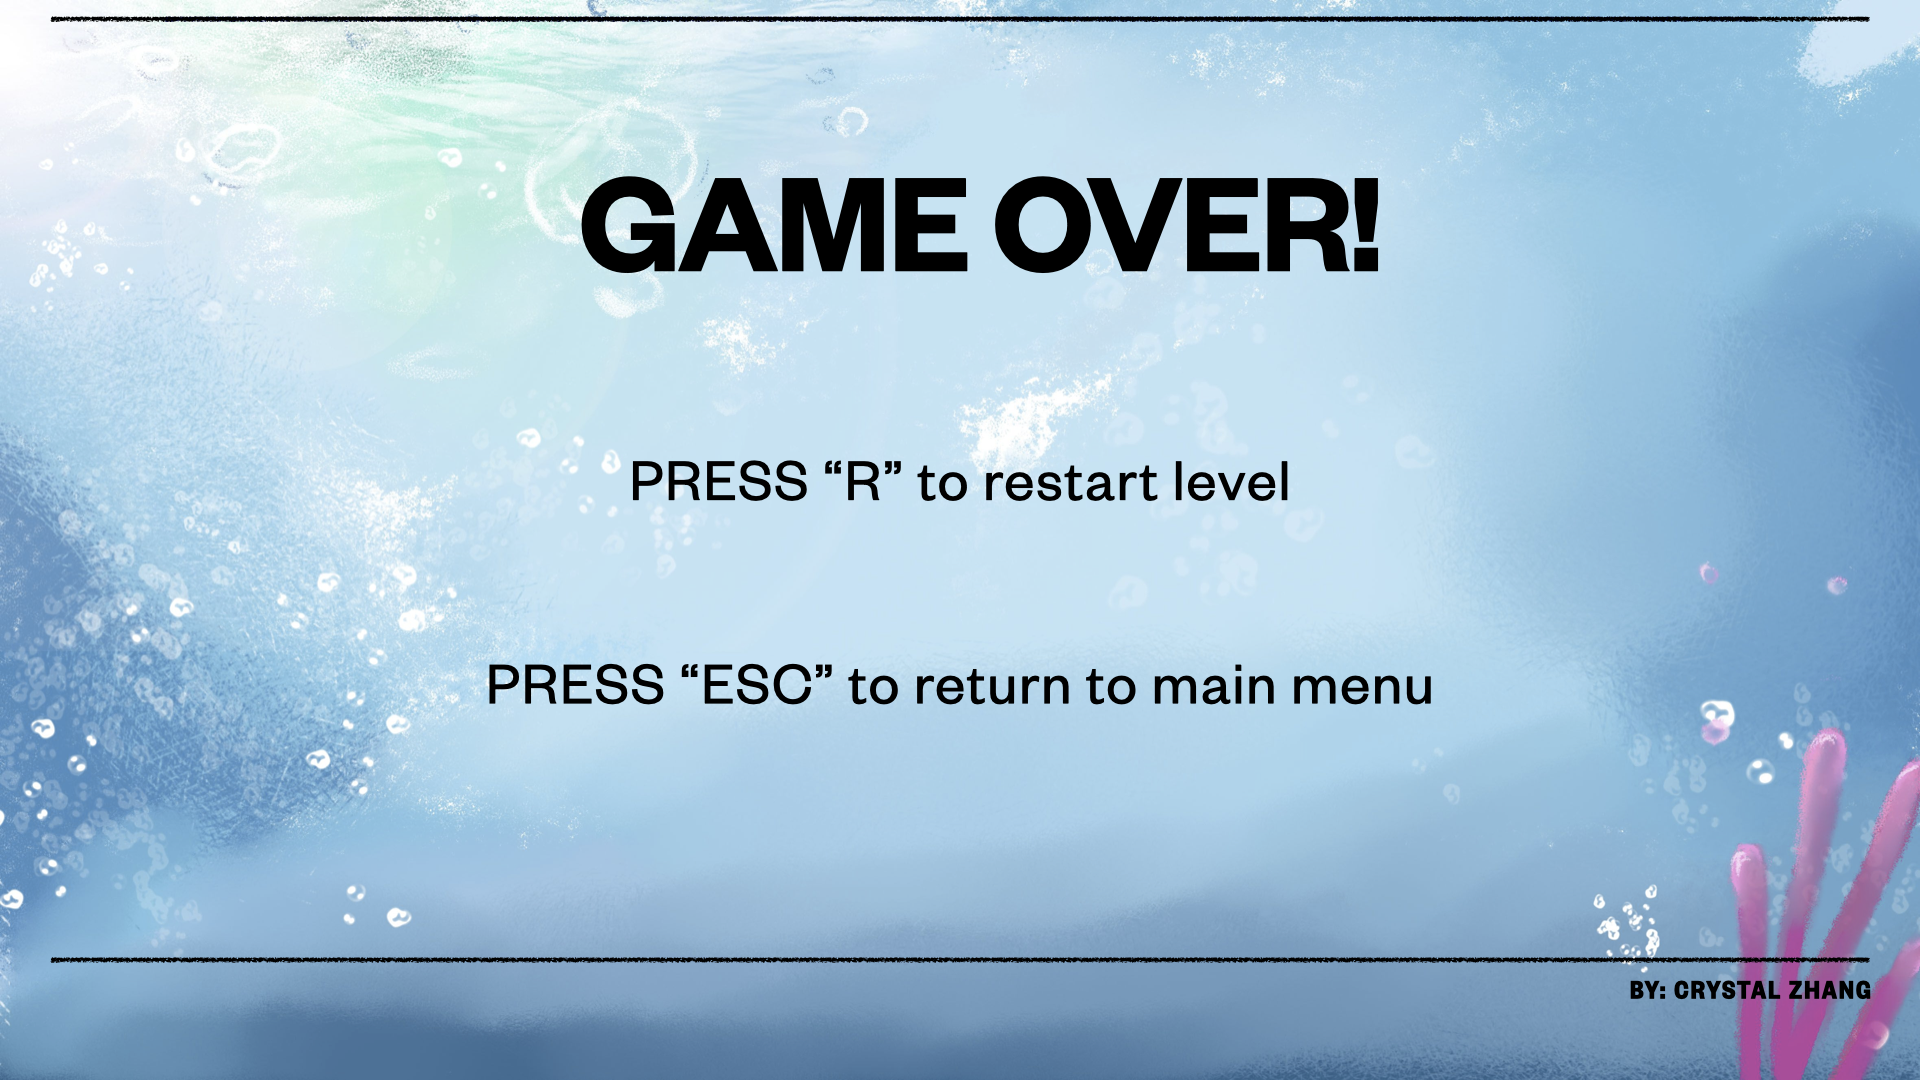 GAME OVER!
PRESS “R” to restart level
PRESS “ESC” to return to main menu
BY: CRYSTAL ZHANG